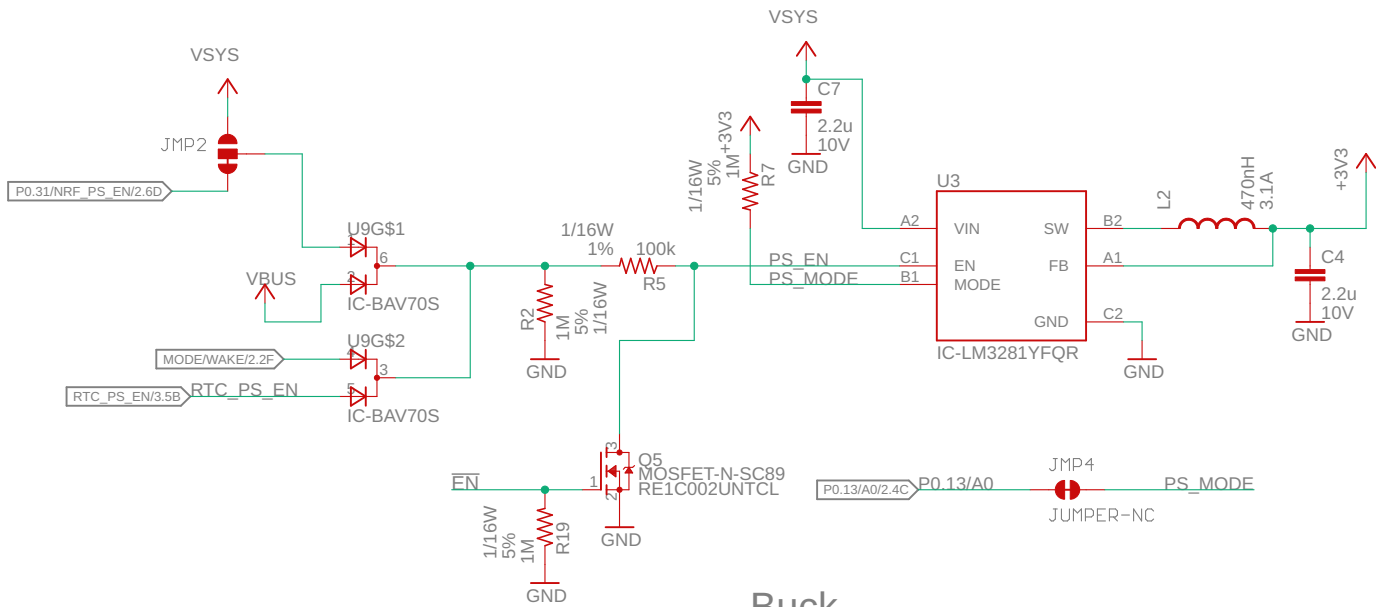 VSYS
JMP2
P0.31/NRF_PS_EN/2.6D
U9G$1
1
6
2
VBUS
IC-BAV70S
U9G$2
MODE/WAKE/2.2F
4
3
RTC_PS_EN/3.5B
RTC_PS_EN
5
IC-BAV70S
1/16W
1%
100k
R5
R2
1M
5%
1/16W
GND
VSYS
C7
2.2u
10V
GND
+3V3
1/16W
5%
1M
R7
PS_EN
PS_MODE
U3
A2
VIN
C1
EN
B1
MODE
SW
B2
FB
A1
GND
C2
IC-LM3281YFQR
GND
L2
470nH
3.1A
+3V3
C4
2.2u
10V
GND
EN
1
3
2
Q5
MOSFET-N-SC89
RE1C002UNTCL
GND
1/16W
5%
1M
R19
GND
P0.13/A0/2.4C
P0.13/A0
JMP4
JUMPER-NC
PS_MODE
Buck